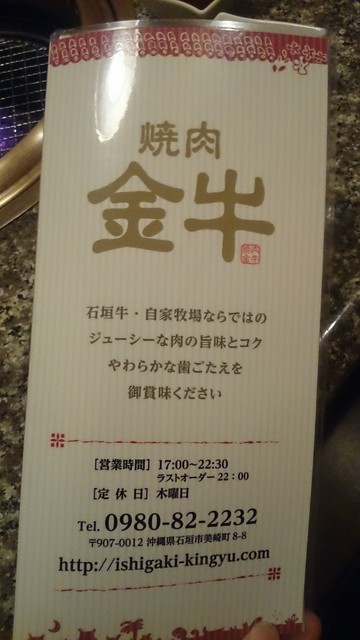 焼肉
金牛
石垣牛・自家牧場ならではの
ジューシーな肉の旨味とコク
やわらかな歯ごたえを
御賞味ください
［営業時間］17:00~22:30
ラストオーダー 22：00
［定 休 日］木曜日
Tel. 0980-82-2232
〒907-0012 沖縄県石垣市美崎町 8-8
http://ishigaki-kingyu.com